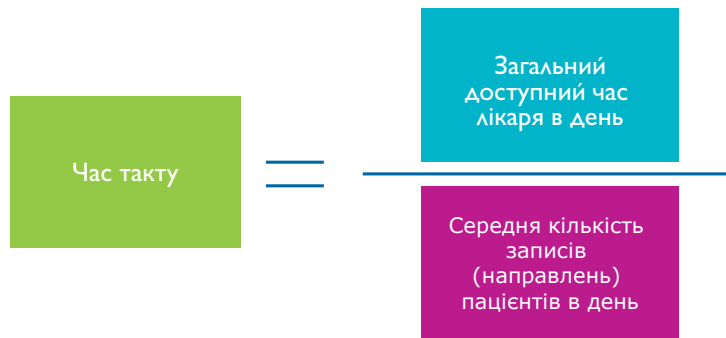 Час такту
Загальний
доступний час
лікаря в день
Середня кількість
записів
(направлень)
пацієнтів в день